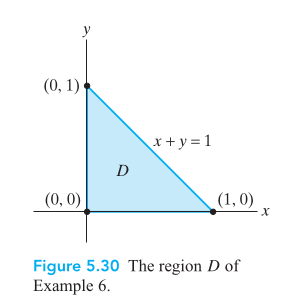 y
(0, 1)
x + y = 1
D
(0, 0)
(1, 0)
x
Figure 5.30 The region D of
Example 6.